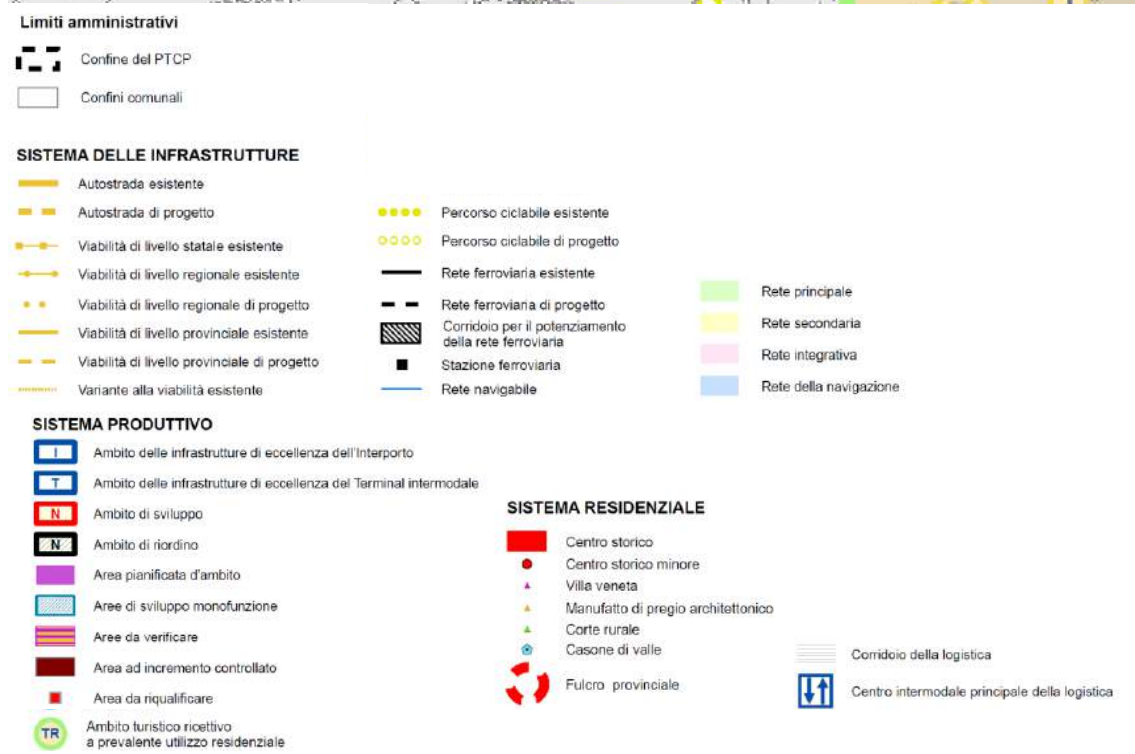 Limiti amministrativi
Confine del PTCP
Confini comunali
SISTEMA DELLE INFRASTRUTTURE
Autostrada esistente
Autostrada di progetto
Viabilità di livello statale esistente
Viabilità di livello regionale esistente
Viabilità di livello regionale di progetto
Viabilità di livello provinciale esistente
Viabilità di livello provinciale di progetto
Variante alla viabilità esistente
Percorso ciclabile esistente
Percorso ciclabile di progetto
Rete ferroviaria esistente
Rete ferroviaria di progetto
Corridoio per il potenziamento
della rete ferroviaria
Stazione ferroviaria
Rete navigabile
Rete principale
Rete secondaria
Rete integrativa
Rete della navigazione
SISTEMA PRODUTTIVO
I Ambito delle infrastrutture di eccellenza dell'Interporto
T Ambito delle infrastrutture di eccellenza del Terminal intermodale
N Ambito di sviluppo
N Ambito di riordino
Area pianificata d'ambito
Aree di sviluppo monofunzione
Aree da verificare
Area ad incremento controllato
Area da riqualificare
TR Ambito turistico ricettivo
a prevalente utilizzo residenziale
SISTEMA RESIDENZIALE
Centro storico
Centro storico minore
Villa veneta
Manufatto di pregio architettonico
Corte rurale
Casone di valle
Fulcro provinciale
Corridoio della logistica
Centro intermodale principale della logistica